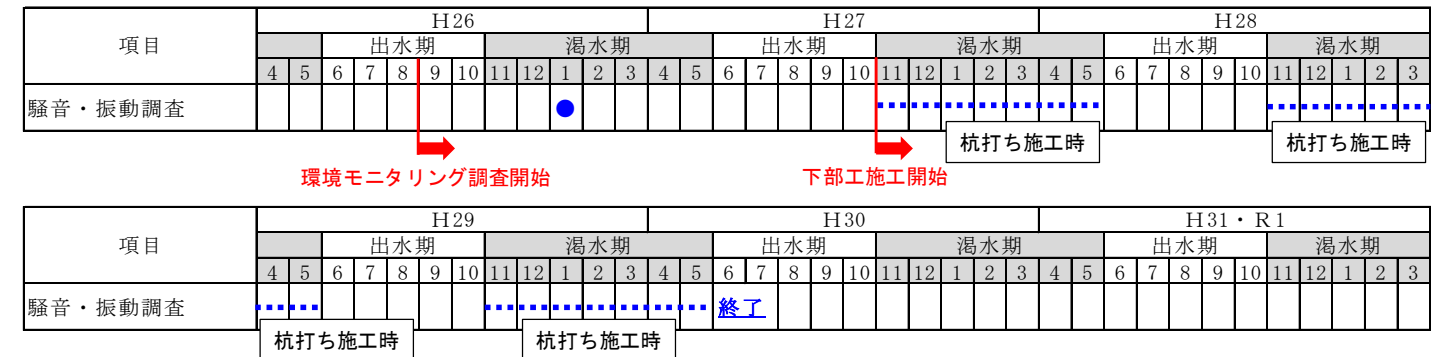 項目 H26 H27 H28
出水期 渇水期 出水期 渇水期 出水期 渇水期
4 5 6 7 8 9 10 11 12 1 2 3 4 5 6 7 8 9 10 11 12 1 2 3 4 5 6 7 8 9 10 11 12 1 2 3
騒音・振動調査
杭打ち施工時 杭打ち施工時
環境モニタリング調査開始 下部工施工開始
項目 H29 H30 H31・R1
出水期 渇水期 出水期 渇水期 出水期 渇水期
4 5 6 7 8 9 10 11 12 1 2 3 4 5 6 7 8 9 10 11 12 1 2 3 4 5 6 7 8 9 10 11 12 1 2 3
騒音・振動調査 終了
杭打ち施工時 杭打ち施工時